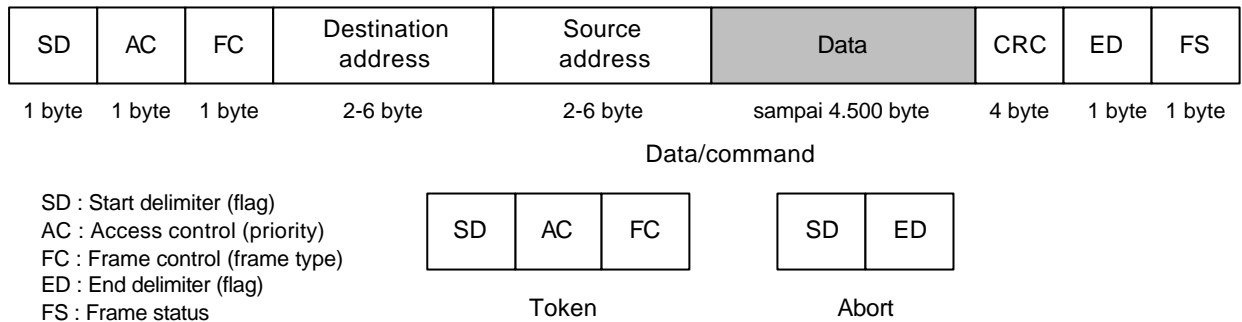 SD AC FC Destination address Source address Data CRC ED FS
1 byte 1 byte 1 byte 2-6 byte 2-6 byte sampai 4.500 byte 4 byte 1 byte 1 byte
Data/command
SD : Start delimiter (flag)
AC : Access control (priority)
FC : Frame control (frame type)
ED : End delimiter (flag)
FS : Frame status
SD AC FC
Token
SD ED
Abort